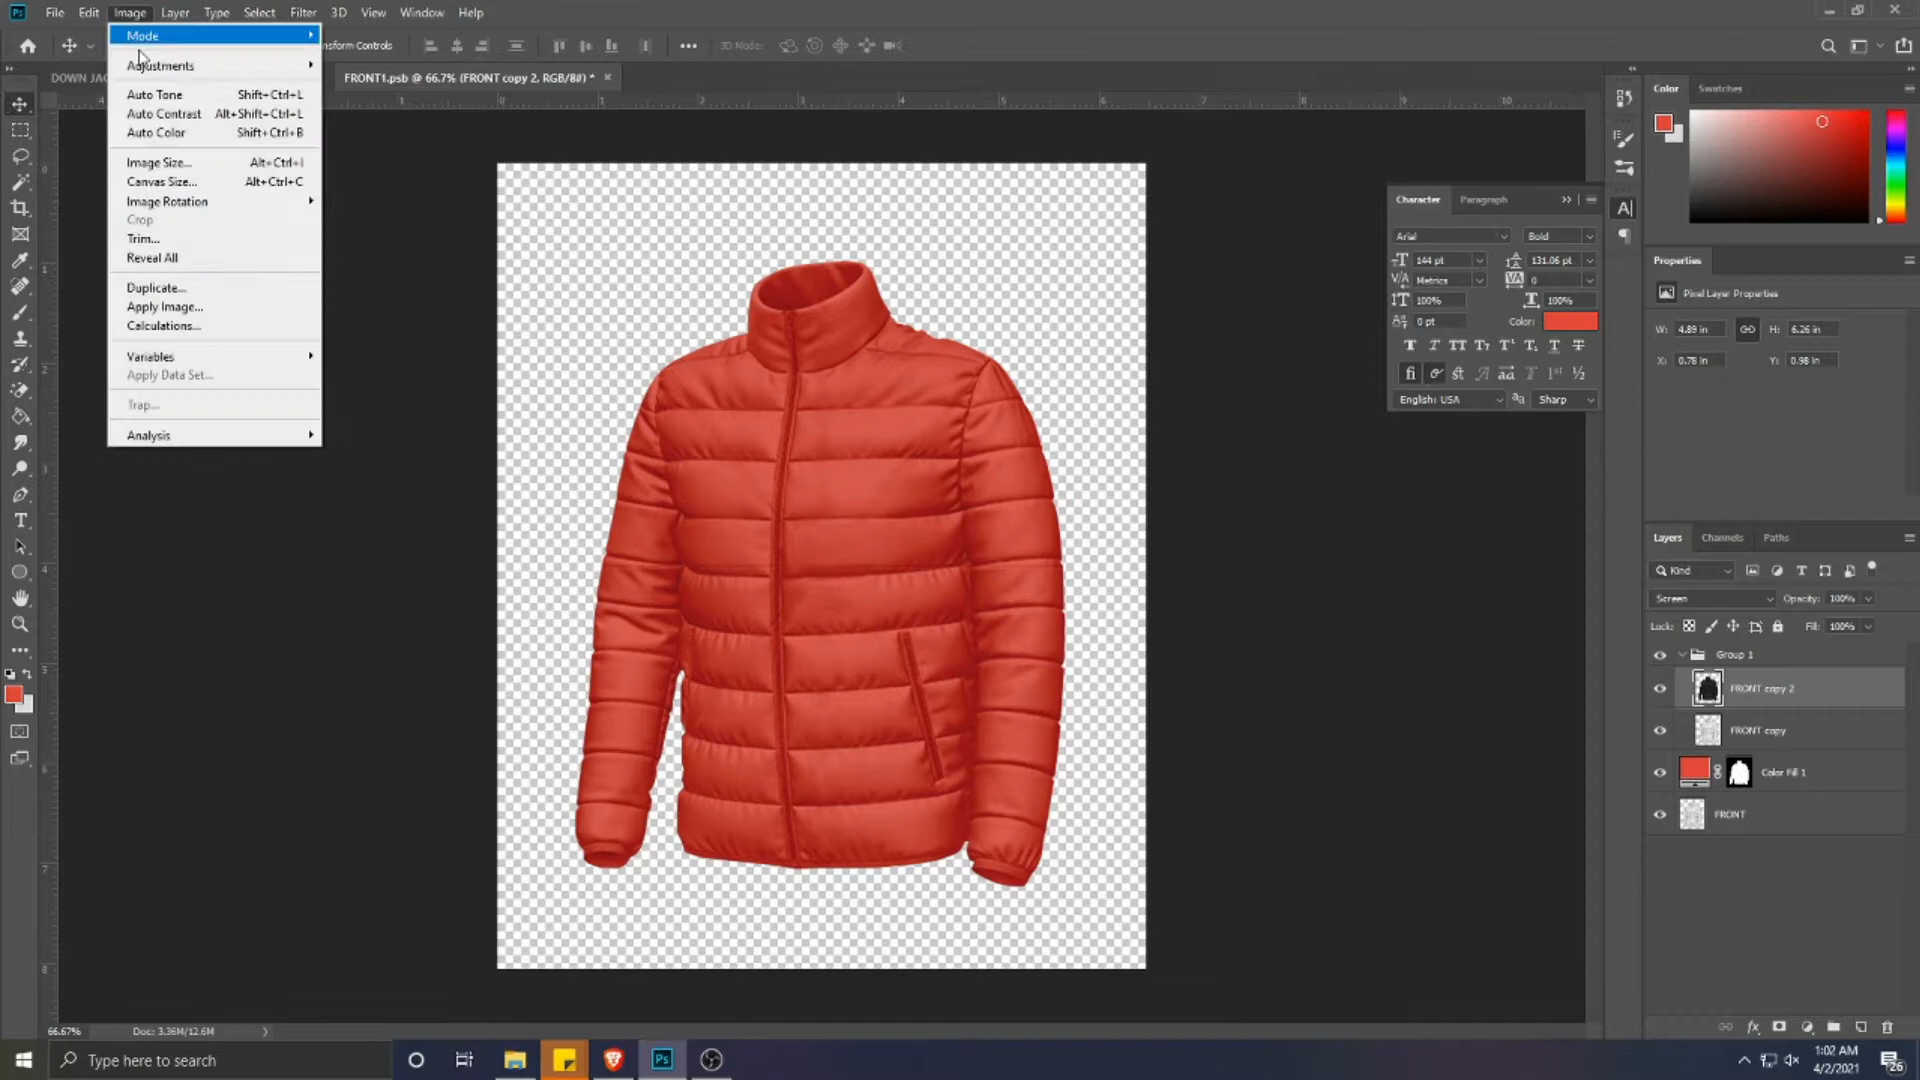 Ps File Edit Image Layer Type Select Filter 3D View Window Help
Mode
Adjustments
Auto Tone Shift+Ctrl+L
Auto Contrast Alt+Shift+Ctrl+L
Auto Color Shift+Ctrl+B
Image Size... Alt+Ctrl+I
Canvas Size... Alt+Ctrl+C
Image Rotation
Crop
Trim...
Reveal All
Duplicate...
Apply Image...
Calculations...
Variables
Apply Data Set...
Trap...
Analysis
nsform Controls
3D Mode:
DOWN JAC
FRONT1.psb @ 66.7% (FRONT copy 2, RGB/8#) * ×
Color Swatches
Character Paragraph
Arial Bold
144 pt 131.06 pt
Metrics 0
100% 100%
0 pt Color:
English: USA aa Sharp
Properties
Pixel Layer Properties
W: 4.89 in H: 6.26 in
X: 0.78 in Y: 0.98 in
Layers Channels Paths
Kind
Screen Opacity: 100%
Lock: Fill: 100%
Group 1
FRONT copy 2
FRONT copy
Color Fill 1
FRONT
66.67% Doc: 3.36M/12.6M
Type here to search
Ps
1:02 AM
4/2/2021
26